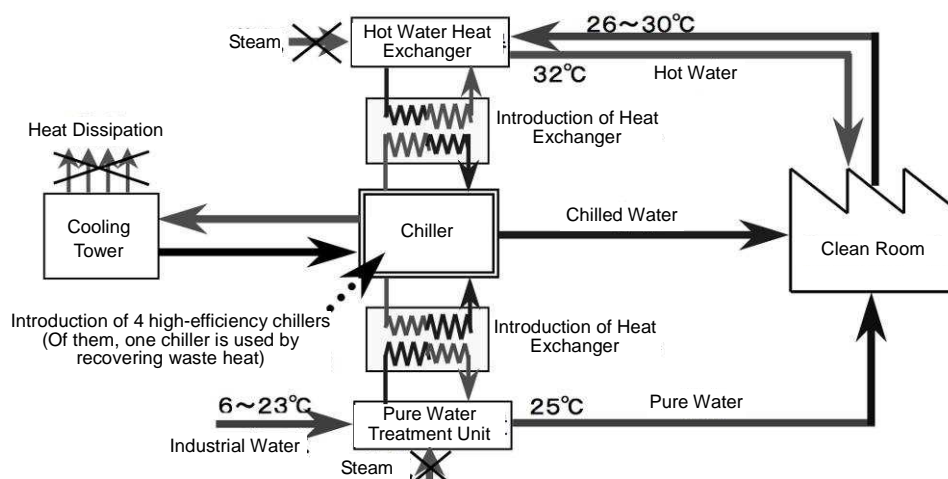 26～30℃
Steam
Hot Water Heat
Exchanger
32℃
Hot Water
Introduction of Heat
Exchanger
Heat Dissipation
Cooling
Tower
Chiller
Chilled Water
Clean Room
Introduction of 4 high-efficiency chillers
(Of them, one chiller is used by
recovering waste heat)
Introduction of Heat
Exchanger
6～23℃
Industrial Water
Pure Water
Treatment Unit
25℃
Pure Water
Steam